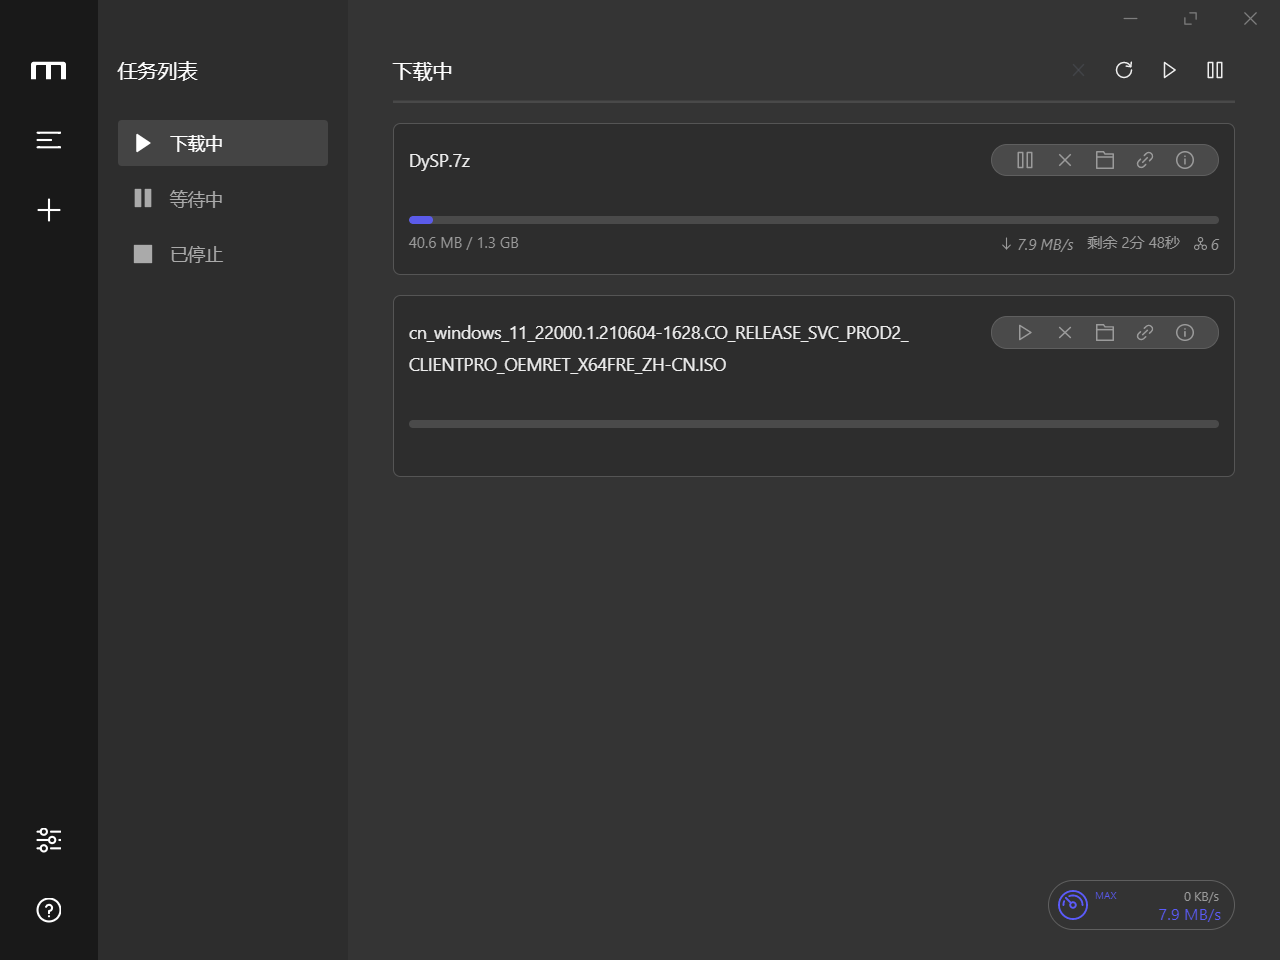 任务列表
下载中
等待中
已停止
下载中
DySP.7z
40.6 MB / 1.3 GB
7.9 MB/s 剩余 2分 48秒 6
cn_windows_11_22000.1.210604-1628.CO_RELEASE_SVC_PROD2_
CLIENTPRO_OEMRET_X64FRE_ZH-CN.ISO
MAX 0 KB/s
7.9 MB/s